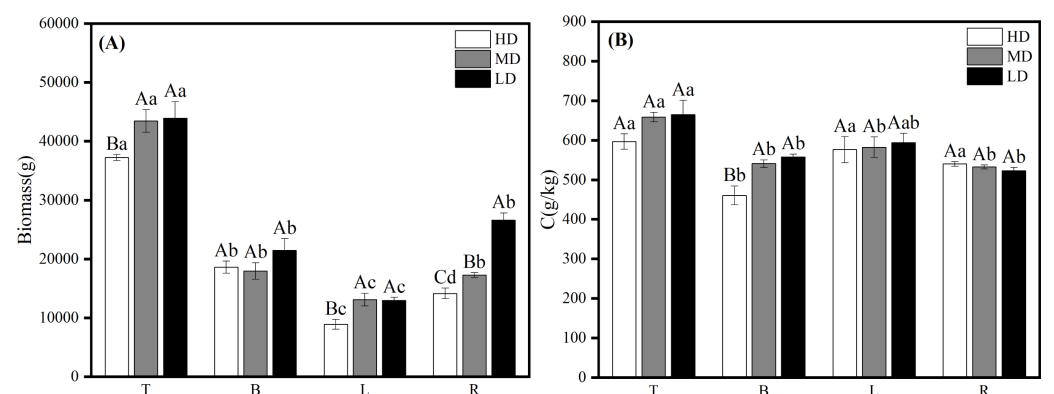 (A)
HD
MD
LD
Biomass(g)
60000
50000
40000
30000
20000
10000
0
Ba Aa Aa
Ab Ab Ab
Bc Ac Ac
Cd Bb Ab
T B L R
(B)
HD
MD
LD
C(g/kg)
900
800
700
600
500
400
300
200
100
0
Aa Aa Aa
Bb Ab Ab
Aa Ab Aab
Aa Ab Ab
T B L R